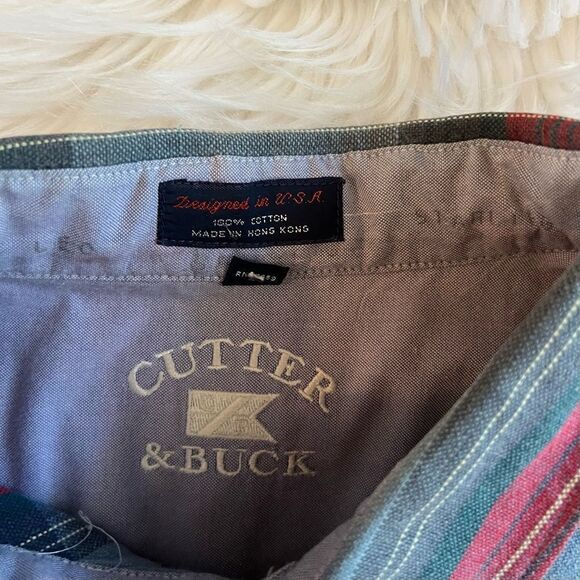 Designed in U.S.A.
100% COTTON
MADE IN HONG KONG
CUTTER
& BUCK